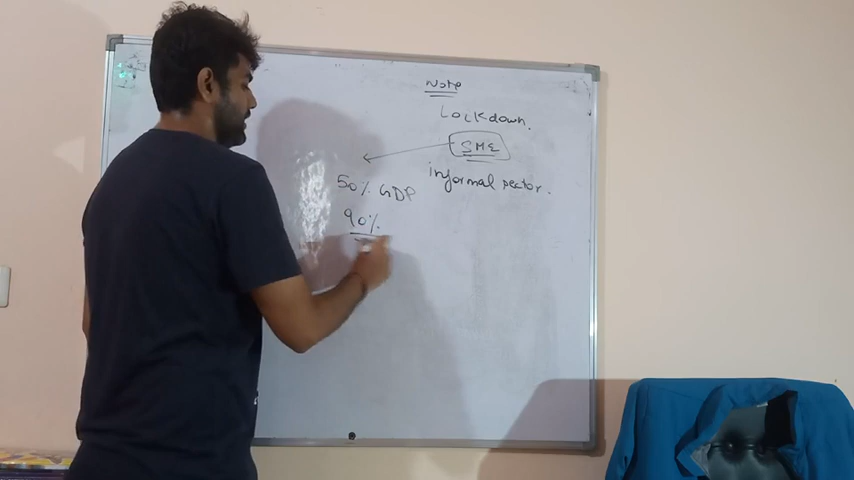 Note
Lockdown.
SME
informal sector.
50% GDP
90%